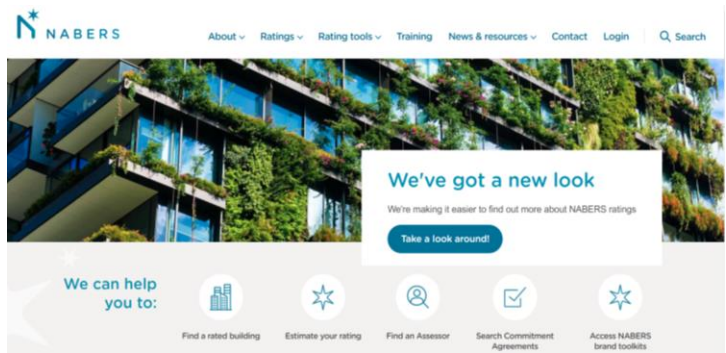 NABERS
About Ratings Rating tools Training News & resources Contact Login Search
We've got a new look
We're making it easier to find out more about NABERS ratings
Take a look around!
We can help
you to:
Find a rated building
Estimate your rating
Find an Assessor
Search Commitment
Agreements
Access NABERS
brand toolkits